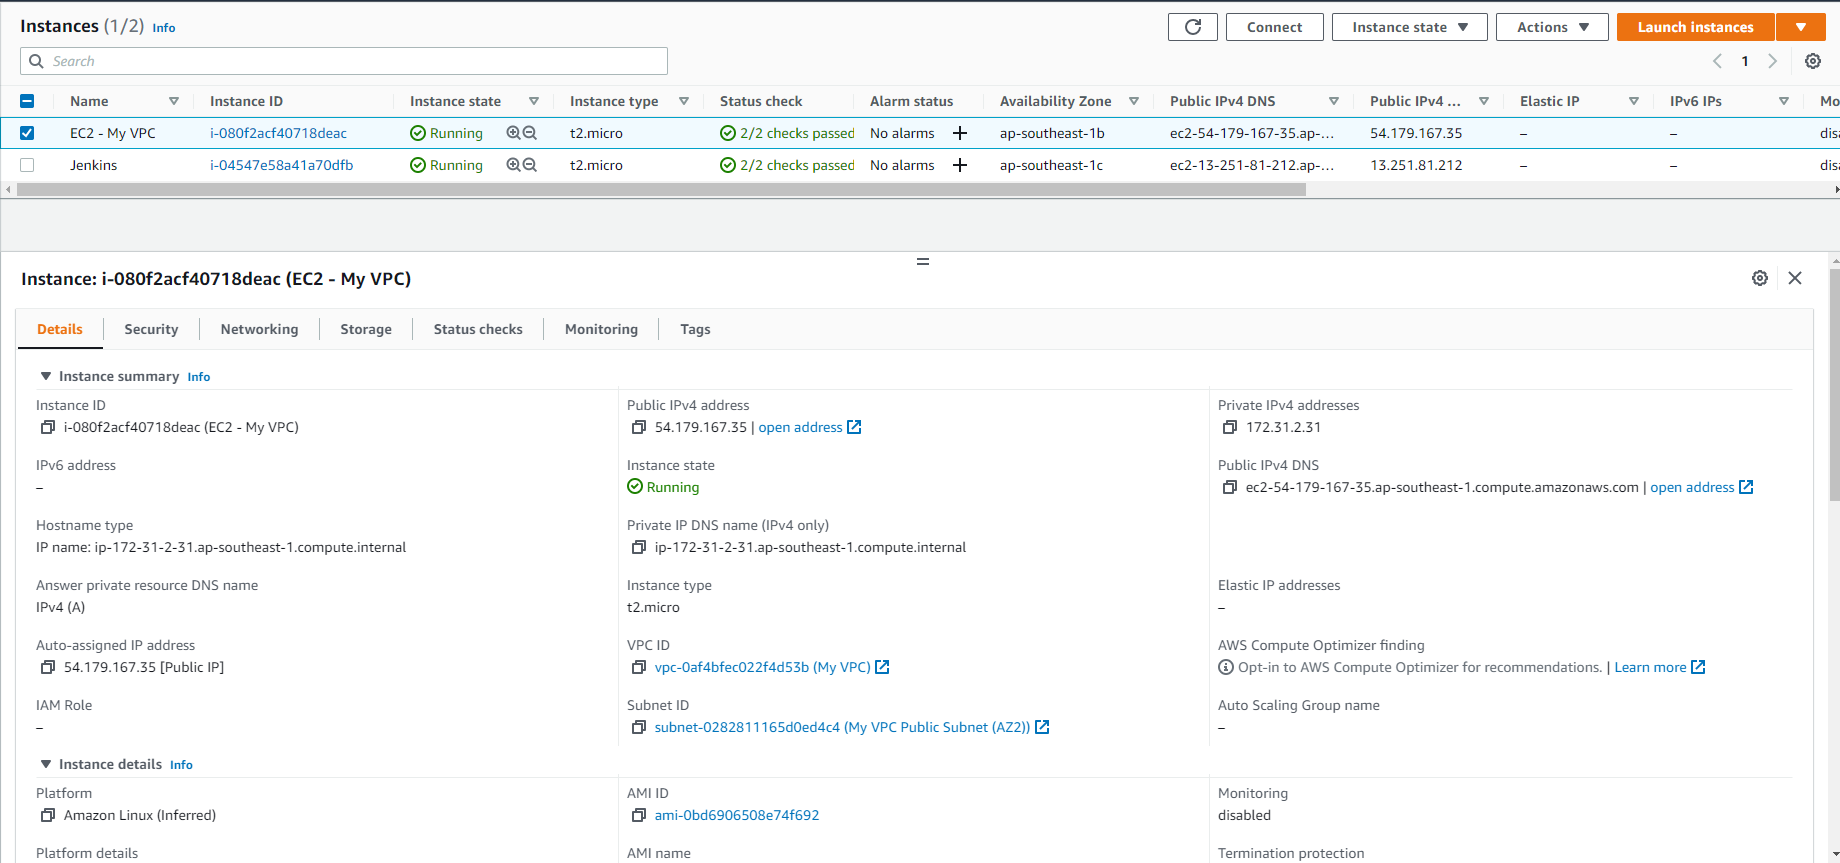 Instances (1/2) Info
Connect
Instance state
Actions
Launch instances
Search
1
Name Instance ID Instance state Instance type Status check Alarm status Availability Zone Public IPv4 DNS Public IPv4 ... Elastic IP IPv6 IPs Mo
EC2 - My VPC i-080f2acf40718deac Running t2.micro 2/2 checks passed No alarms + ap-southeast-1b ec2-54-179-167-35.ap-... 54.179.167.35 – – disa
Jenkins i-04547e58a41a70dfb Running t2.micro 2/2 checks passed No alarms + ap-southeast-1c ec2-13-251-81-212.ap-... 13.251.81.212 – – disa
Instance: i-080f2acf40718deac (EC2 - My VPC)
Details Security Networking Storage Status checks Monitoring Tags
Instance summary Info
Instance ID
i-080f2acf40718deac (EC2 - My VPC)
Public IPv4 address
54.179.167.35 | open address
Private IPv4 addresses
172.31.2.31
IPv6 address
–
Instance state
Running
Public IPv4 DNS
ec2-54-179-167-35.ap-southeast-1.compute.amazonaws.com | open address
Hostname type
IP name: ip-172-31-2-31.ap-southeast-1.compute.internal
Private IP DNS name (IPv4 only)
ip-172-31-2-31.ap-southeast-1.compute.internal
Answer private resource DNS name
IPv4 (A)
Instance type
t2.micro
Elastic IP addresses
–
Auto-assigned IP address
54.179.167.35 [Public IP]
VPC ID
vpc-0af4bfec022f4d53b (My VPC)
AWS Compute Optimizer finding
Opt-in to AWS Compute Optimizer for recommendations. | Learn more
IAM Role
–
Subnet ID
subnet-0282811165d0ed4c4 (My VPC Public Subnet (AZ2))
Auto Scaling Group name
–
Instance details Info
Platform
Amazon Linux (Inferred)
AMI ID
ami-0bd6906508e74f692
Monitoring
disabled
Platform details
AMI name
Termination protection